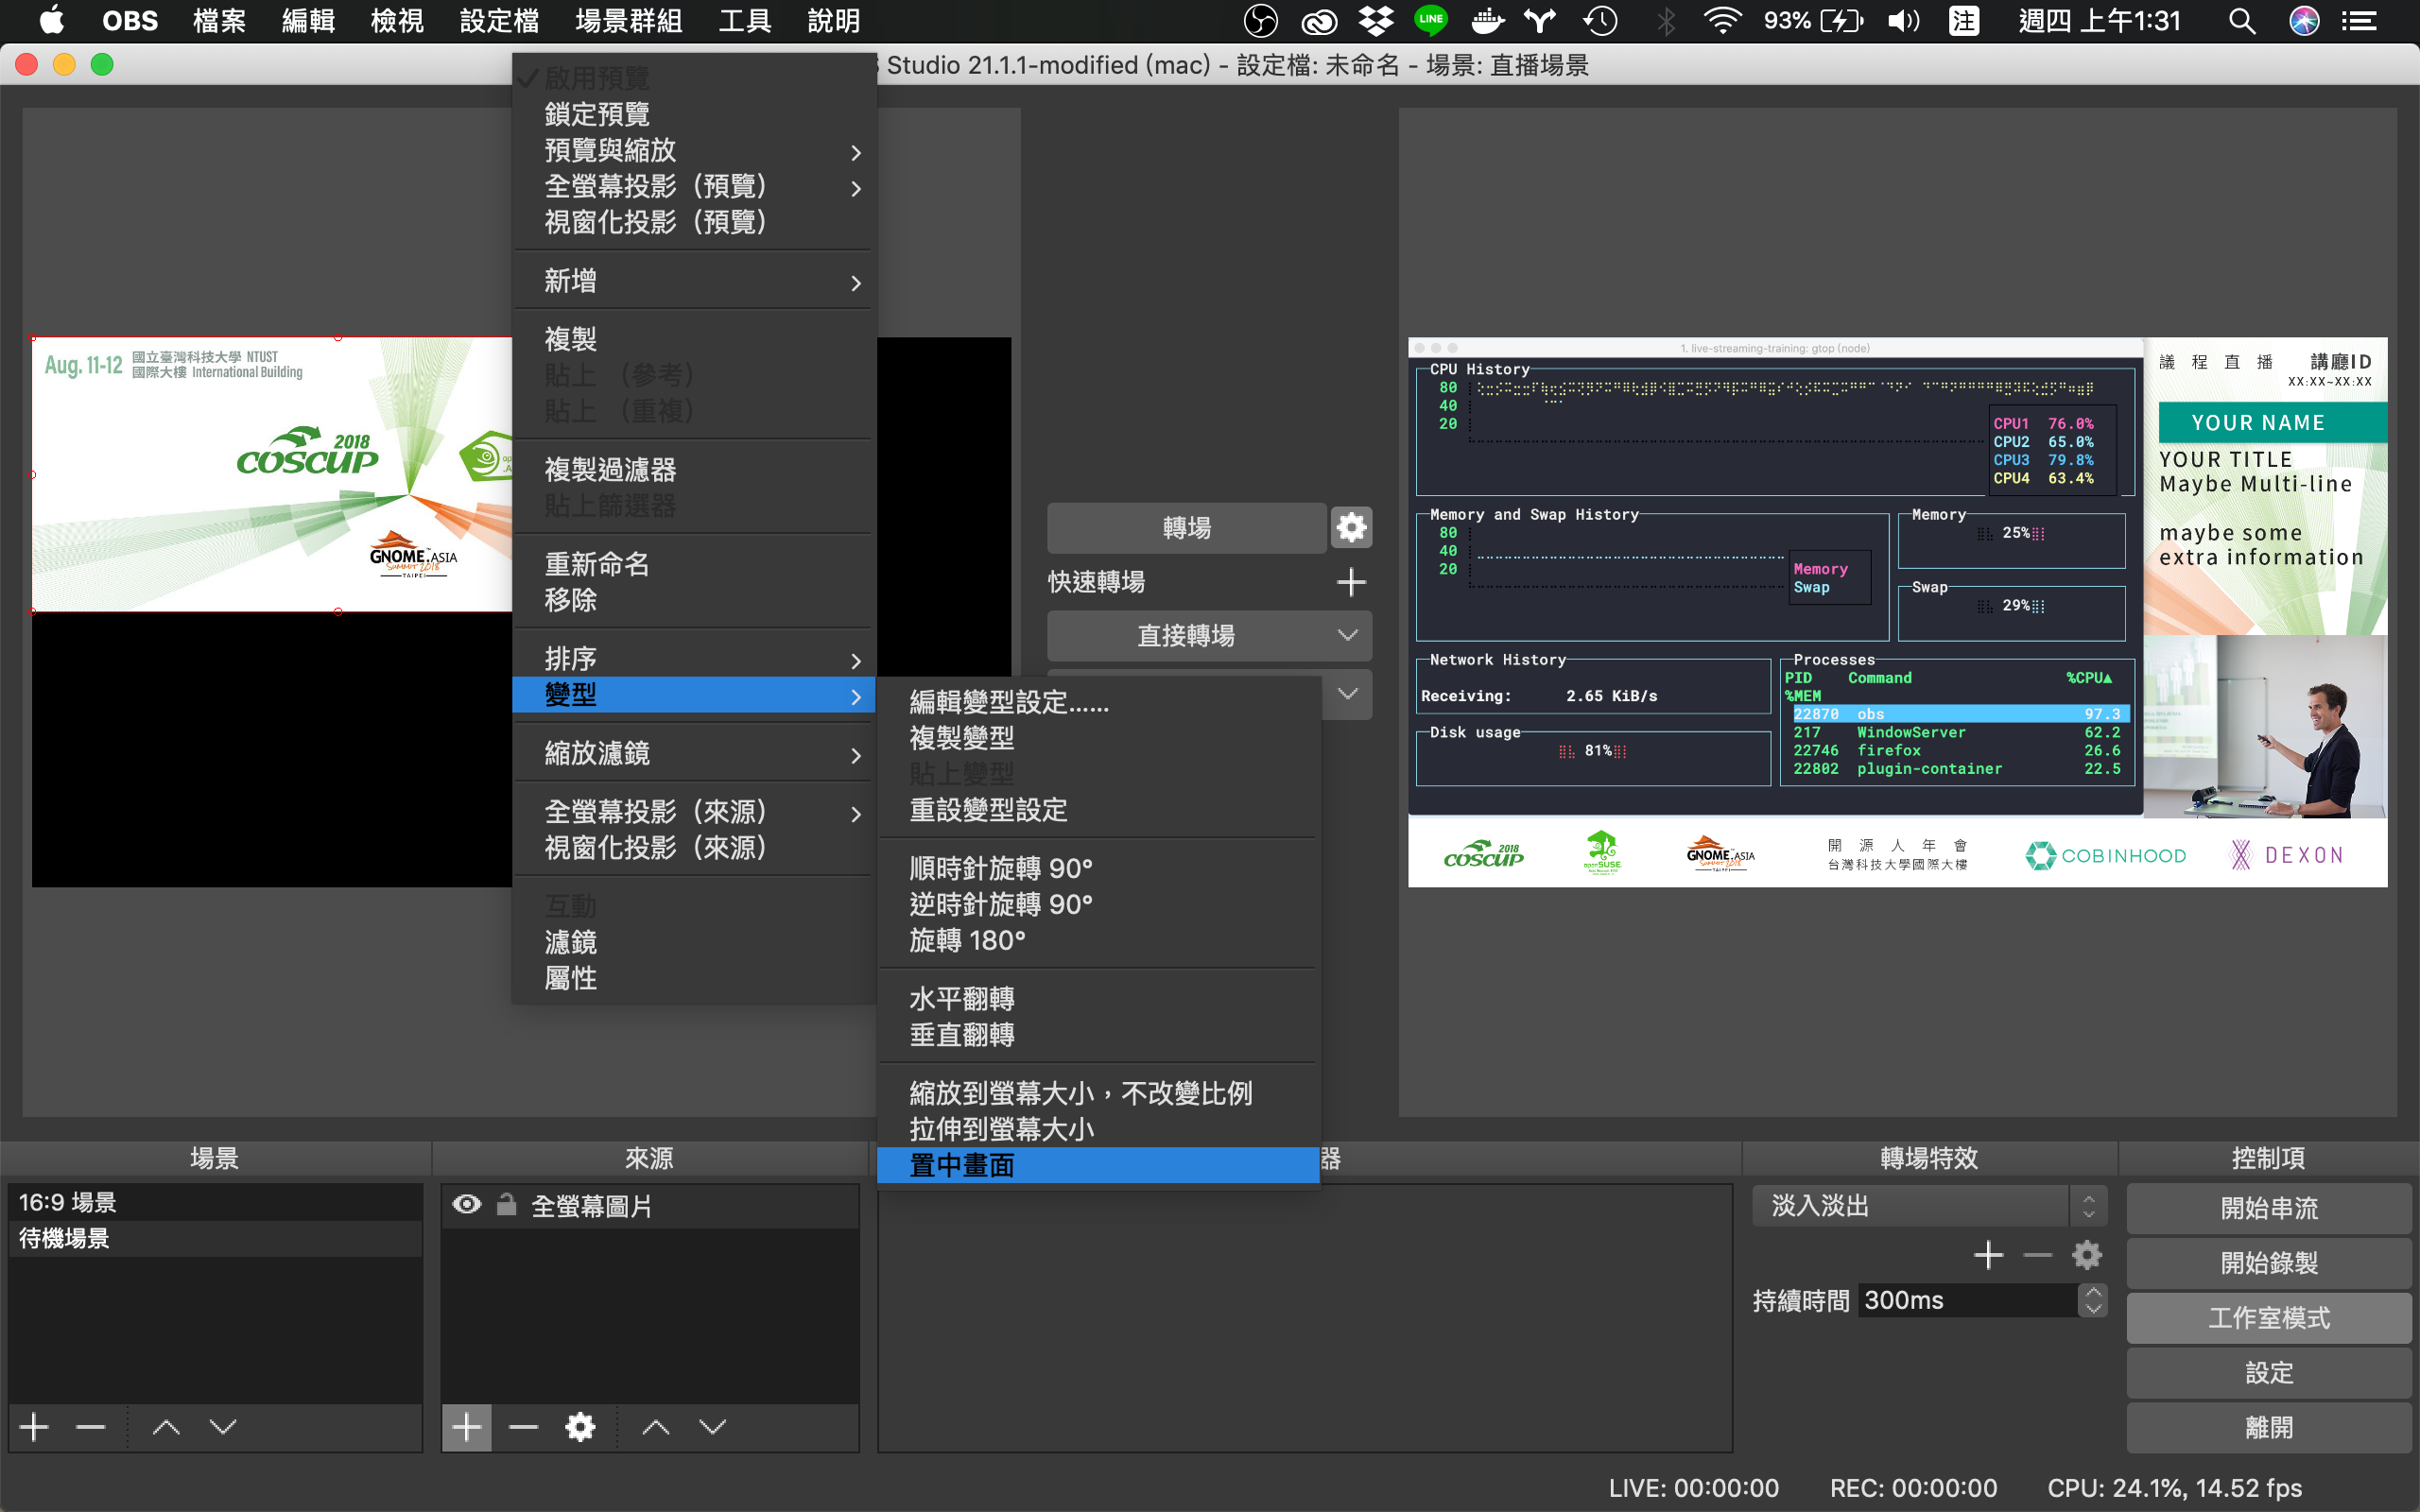 OBS 檔案 編輯 檢視 設定檔 場景群組 工具 說明 LINE 93% 注 週四 上午1:31
Studio 21.1.1-modified (mac) - 設定檔: 未命名 - 場景: 直播場景
啟用預覽
鎖定預覽
預覽與縮放
全螢幕投影（預覽）
視窗化投影（預覽）
新增
複製
貼上 （參考）
貼上 （重複）
複製過濾器
貼上篩選器
重新命名
移除
排序
變型
縮放濾鏡
全螢幕投影（來源）
視窗化投影（來源）
互動
濾鏡
屬性
編輯變型設定......
複製變型
貼上變型
重設變型設定
順時針旋轉 90°
逆時針旋轉 90°
旋轉 180°
水平翻轉
垂直翻轉
縮放到螢幕大小，不改變比例
拉伸到螢幕大小
置中畫面
Aug. 11-12 國立臺灣科技大學 NTUST
國際大樓 International Building
2018
COSCUP
GNOME.ASIA
Summit 2018
TAIPEI
轉場
快速轉場
直接轉場
1. live-streaming-training: gtop (node)
CPU History
80
40
20
CPU1 76.0%
CPU2 65.0%
CPU3 79.8%
CPU4 63.4%
Memory and Swap History
80
40
20
Memory
Swap
Memory
25%
Swap
29%
Network History
Receiving: 2.65 KiB/s
Disk usage
81%
Processes
PID Command %CPU▲
%MEM
22870 obs 97.3
217 WindowServer 62.2
22746 firefox 26.6
22802 plugin-container 22.5
議程直播 講廳ID
XX:XX~XX:XX
YOUR NAME
YOUR TITLE
Maybe Multi-line
maybe some
extra information
2018
COSCUP
openSUSE
GNOME.ASIA
Summit 2018
TAIPEI
開源人年會
台灣科技大學國際大樓
COBINHOOD
DEXON
場景
16:9 場景
待機場景
來源
全螢幕圖片
器
轉場特效
淡入淡出
持續時間 300ms
控制項
開始串流
開始錄製
工作室模式
設定
離開
LIVE: 00:00:00 REC: 00:00:00 CPU: 24.1%, 14.52 fps